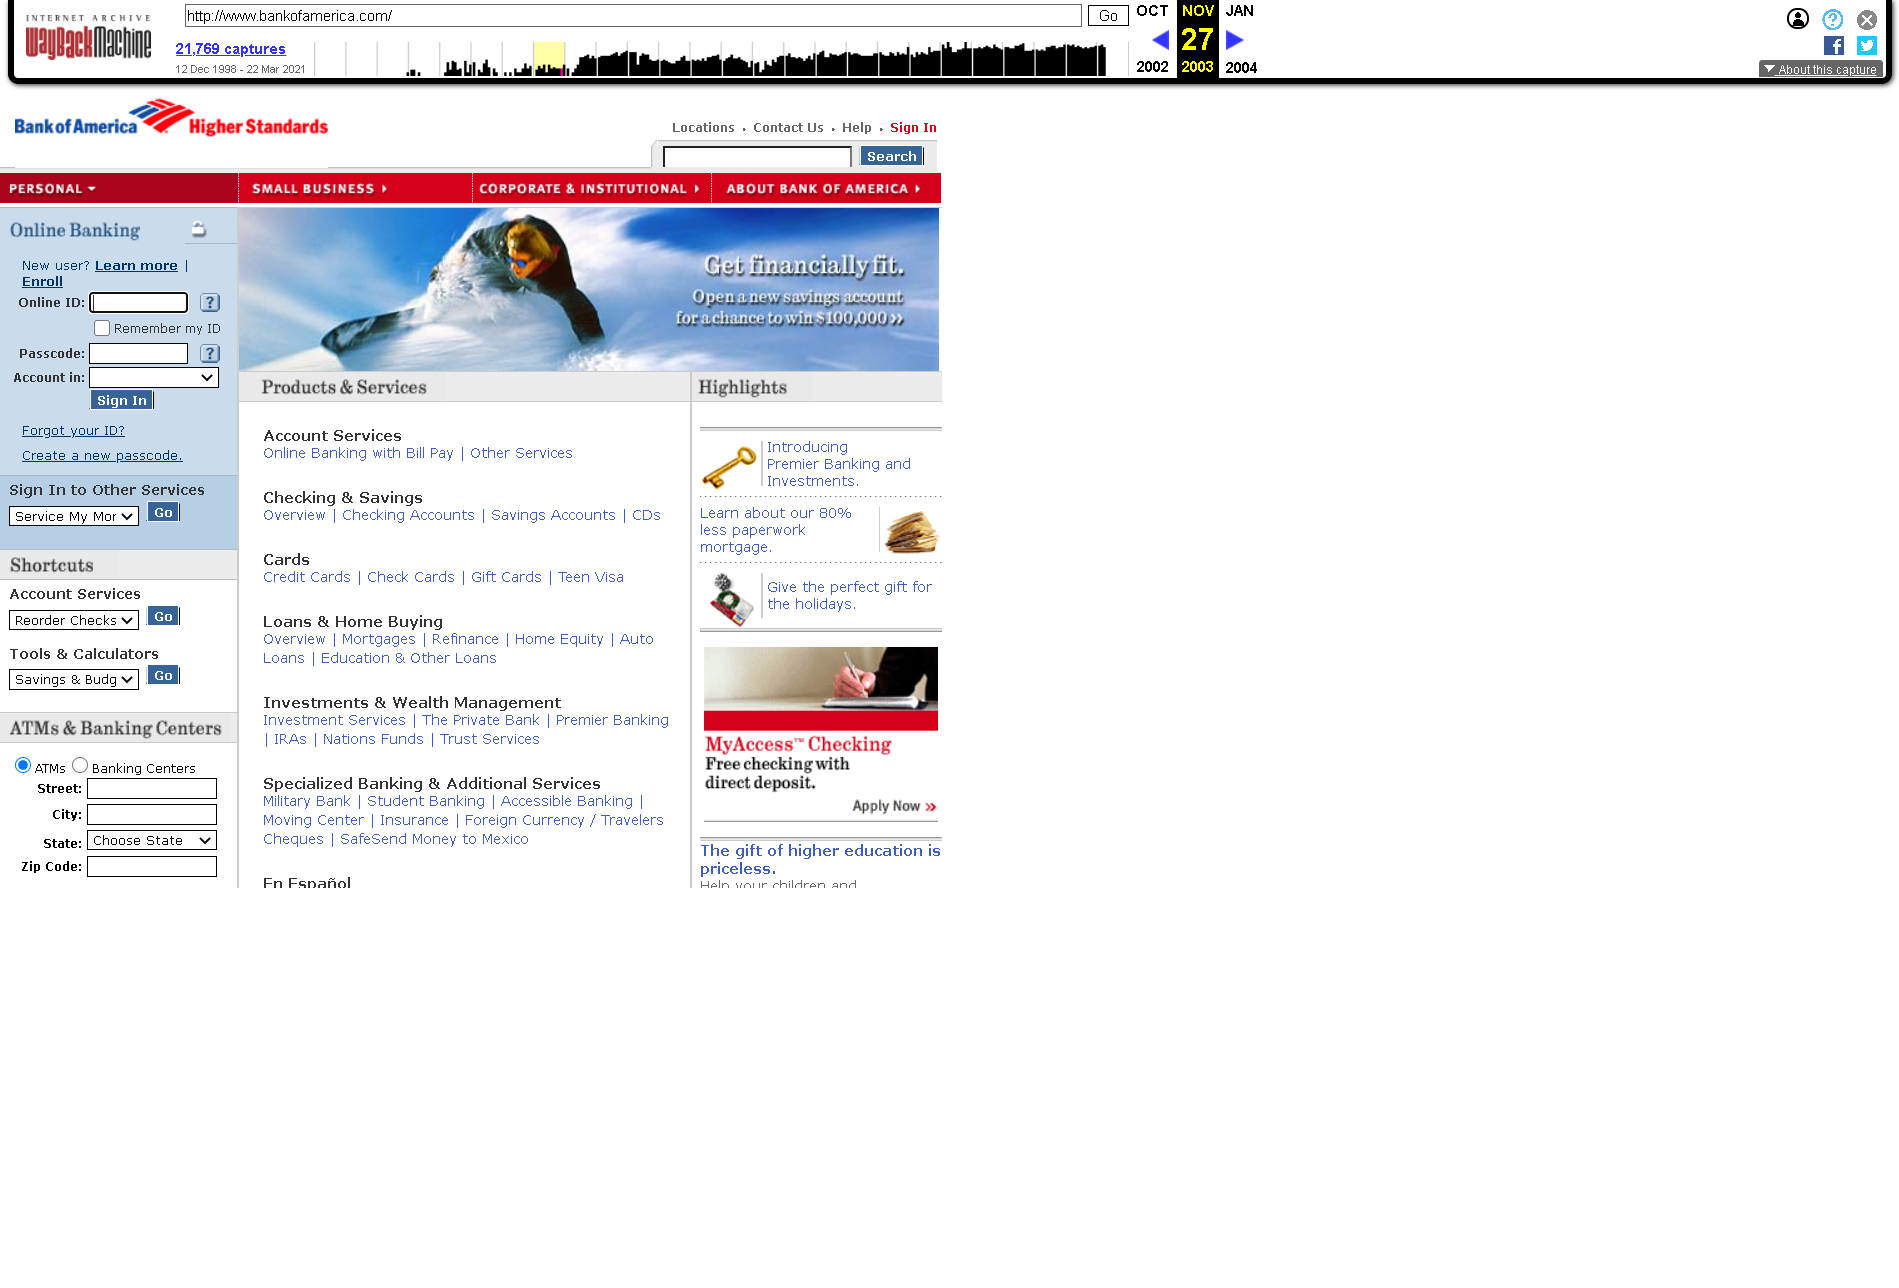 INTERNET ARCHIVE
WayBackMachine
http://www.bankofamerica.com/
Go
21,769 captures
12 Dec 1998 - 22 Mar 2021
OCT NOV JAN
27
2002 2003 2004
About this capture
Bank of America Higher Standards
Locations • Contact Us • Help • Sign In
Search
PERSONAL
SMALL BUSINESS
CORPORATE & INSTITUTIONAL
ABOUT BANK OF AMERICA
Online Banking
New user? Learn more |
Enroll
Online ID:
?
Remember my ID
Passcode:
?
Account in:
Sign In
Forgot your ID?
Create a new passcode.
Sign In to Other Services
Service My Mor
Go
Shortcuts
Account Services
Reorder Checks
Go
Tools & Calculators
Savings & Budg
Go
ATMs & Banking Centers
ATMs Banking Centers
Street:
City:
State: Choose State
Zip Code:
Get financially fit.
Open a new savings account
for a chance to win $100,000 »
Products & Services
Account Services
Online Banking with Bill Pay | Other Services
Checking & Savings
Overview | Checking Accounts | Savings Accounts | CDs
Cards
Credit Cards | Check Cards | Gift Cards | Teen Visa
Loans & Home Buying
Overview | Mortgages | Refinance | Home Equity | Auto
Loans | Education & Other Loans
Investments & Wealth Management
Investment Services | The Private Bank | Premier Banking
| IRAs | Nations Funds | Trust Services
Specialized Banking & Additional Services
Military Bank | Student Banking | Accessible Banking |
Moving Center | Insurance | Foreign Currency / Travelers
Cheques | SafeSend Money to Mexico
En Español
Highlights
Introducing
Premier Banking and
Investments.
Learn about our 80%
less paperwork
mortgage.
Give the perfect gift for
the holidays.
MyAccess™ Checking
Free checking with
direct deposit.
Apply Now »
The gift of higher education is
priceless.
Help your children and